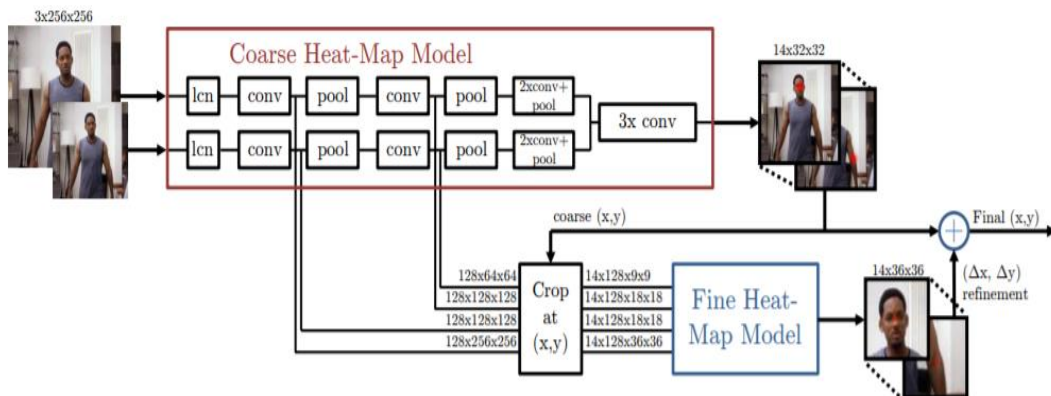 3x256x256
Coarse Heat-Map Model
14x32x32
lcn conv pool conv pool 2xconv+ pool
3x conv
lcn conv pool conv pool 2xconv+ pool
coarse (x,y)
Final (x,y)
128x64x64
128x128x128
128x128x128
128x256x256
Crop
at
(x,y)
14x128x9x9
14x128x18x18
14x128x18x18
14x128x36x36
Fine Heat-
Map Model
14x36x36
(Δx, Δy)
refinement
+